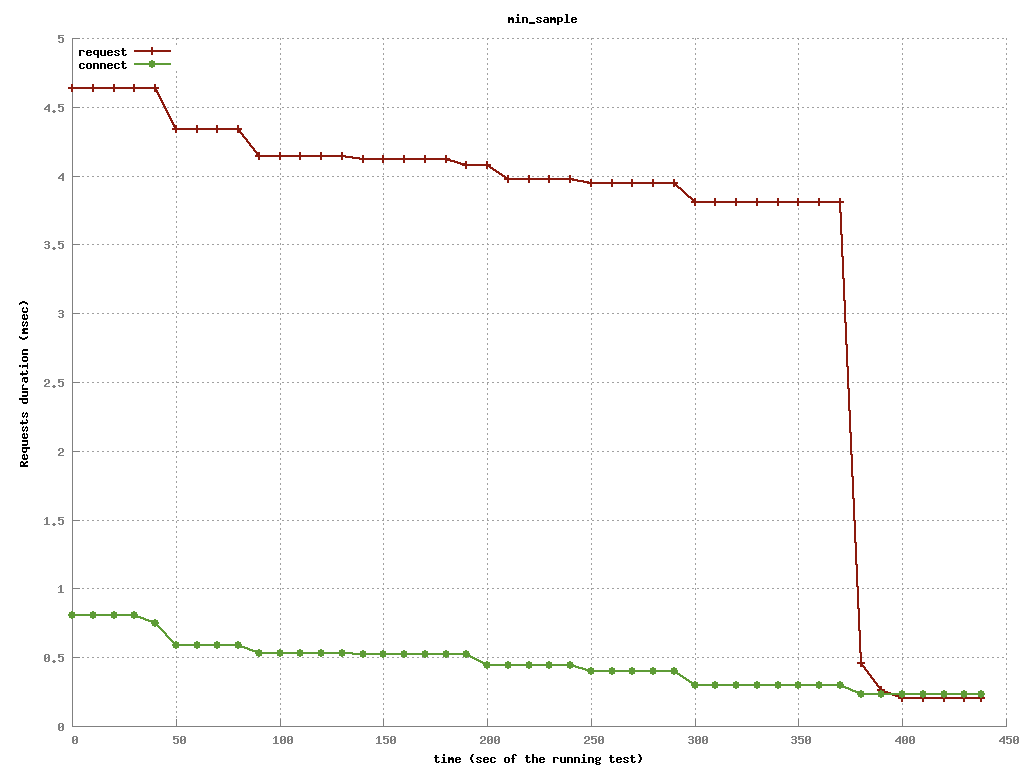 min_sample
request
connect
5
4.5
4
3.5
3
2.5
2
1.5
1
0.5
0
Requests duration (msec)
0 50 100 150 200 250 300 350 400 450
time (sec of the running test)